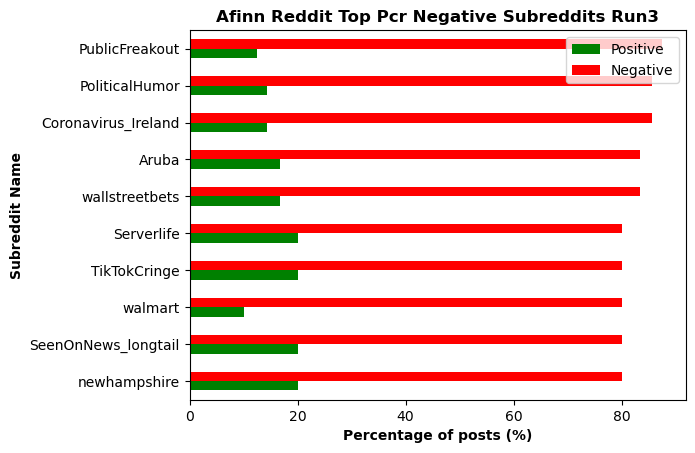 Afinn Reddit Top Pcr Negative Subreddits Run3
Positive
Negative
PublicFreakout
PoliticalHumor
Coronavirus_Ireland
Aruba
wallstreetbets
Serverlife
TikTokCringe
walmart
SeenOnNews_longtail
newhampshire
Subreddit Name
0 20 40 60 80
Percentage of posts (%)